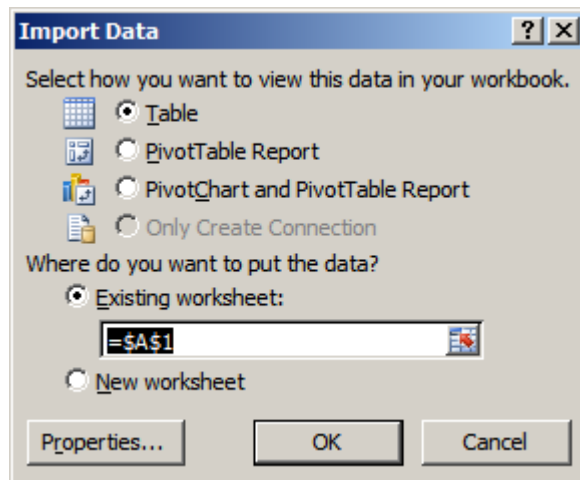 Import Data
Select how you want to view this data in your workbook.
Table
PivotTable Report
PivotChart and PivotTable Report
Only Create Connection
Where do you want to put the data?
Existing worksheet:
=$A$1
New worksheet
Properties... OK Cancel